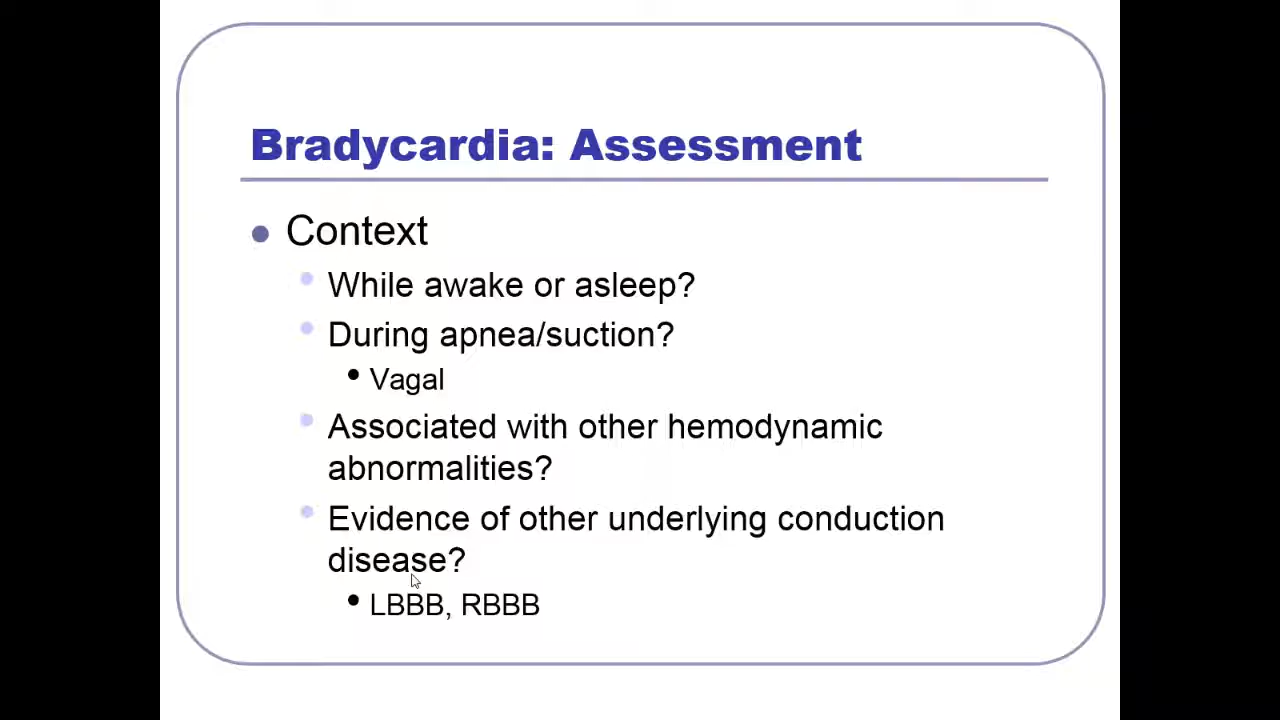 Bradycardia: Assessment
Context
While awake or asleep?
During apnea/suction?
Vagal
Associated with other hemodynamic
abnormalities?
Evidence of other underlying conduction
disease?
LBBB, RBBB